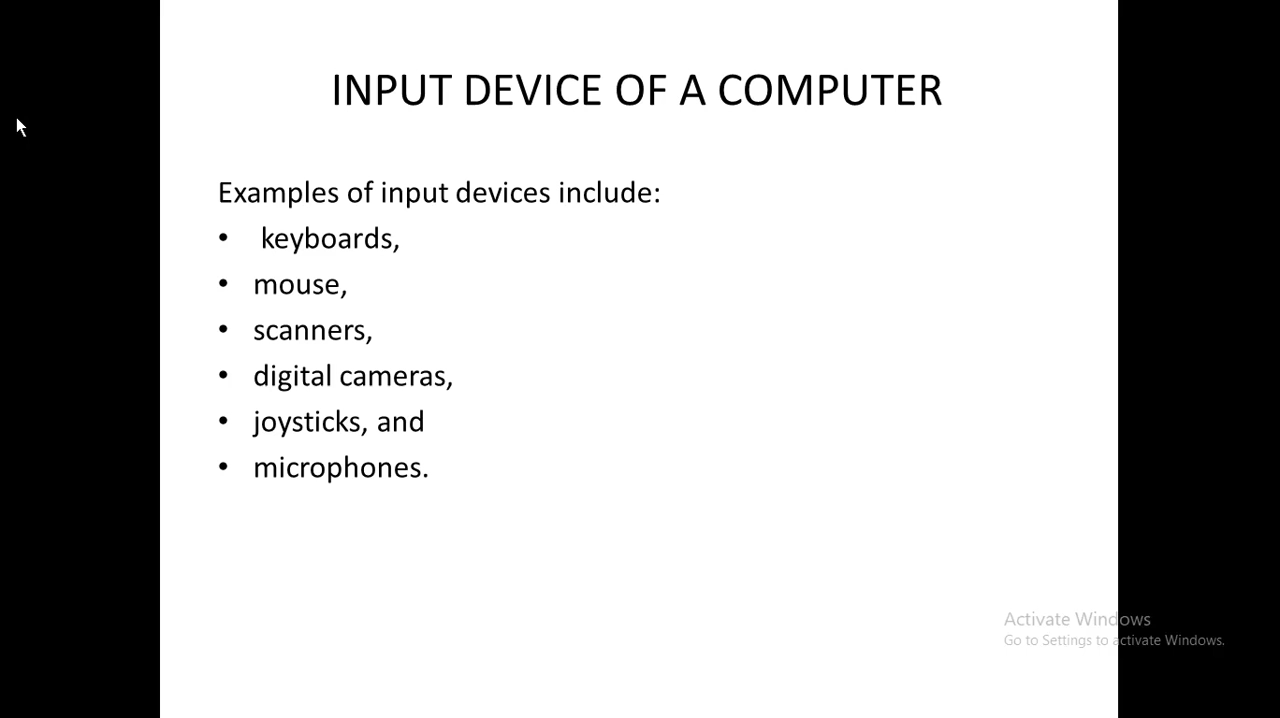 INPUT DEVICE OF A COMPUTER
Examples of input devices include:
• keyboards,
• mouse,
• scanners,
• digital cameras,
• joysticks, and
• microphones.
Activate Windows
Go to Settings to activate Windows.